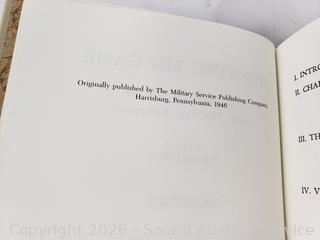 Originally published by The Military Service Publishing Company,
Harrisburg, Pennsylvania, 1946
I. INTRO
II. CHA
III. TH
IV. V
Copyright 2026 - Sound Auction Service